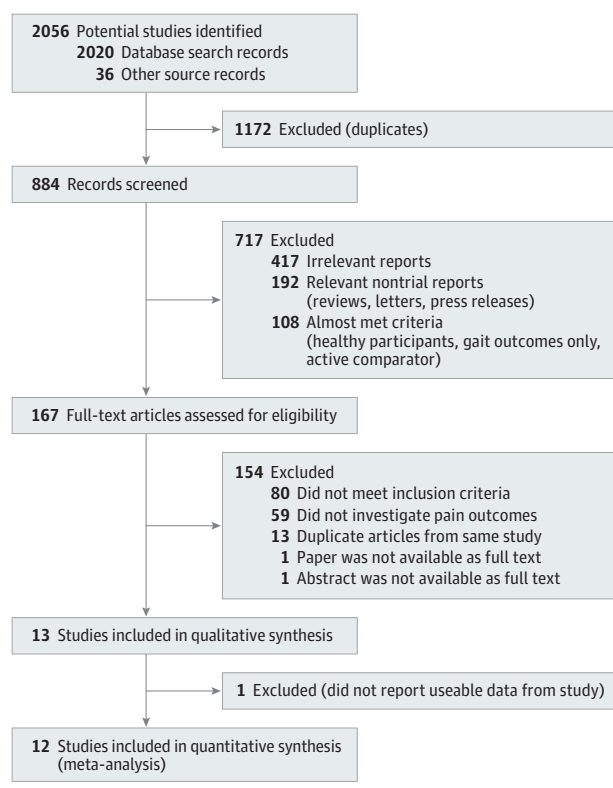 2056 Potential studies identified
2020 Database search records
36 Other source records
1172 Excluded (duplicates)
884 Records screened
717 Excluded
417 Irrelevant reports
192 Relevant nontrial reports
(reviews, letters, press releases)
108 Almost met criteria
(healthy participants, gait outcomes only,
active comparator)
167 Full-text articles assessed for eligibility
154 Excluded
80 Did not meet inclusion criteria
59 Did not investigate pain outcomes
13 Duplicate articles from same study
1 Paper was not available as full text
1 Abstract was not available as full text
13 Studies included in qualitative synthesis
1 Excluded (did not report useable data from study)
12 Studies included in quantitative synthesis
(meta-analysis)